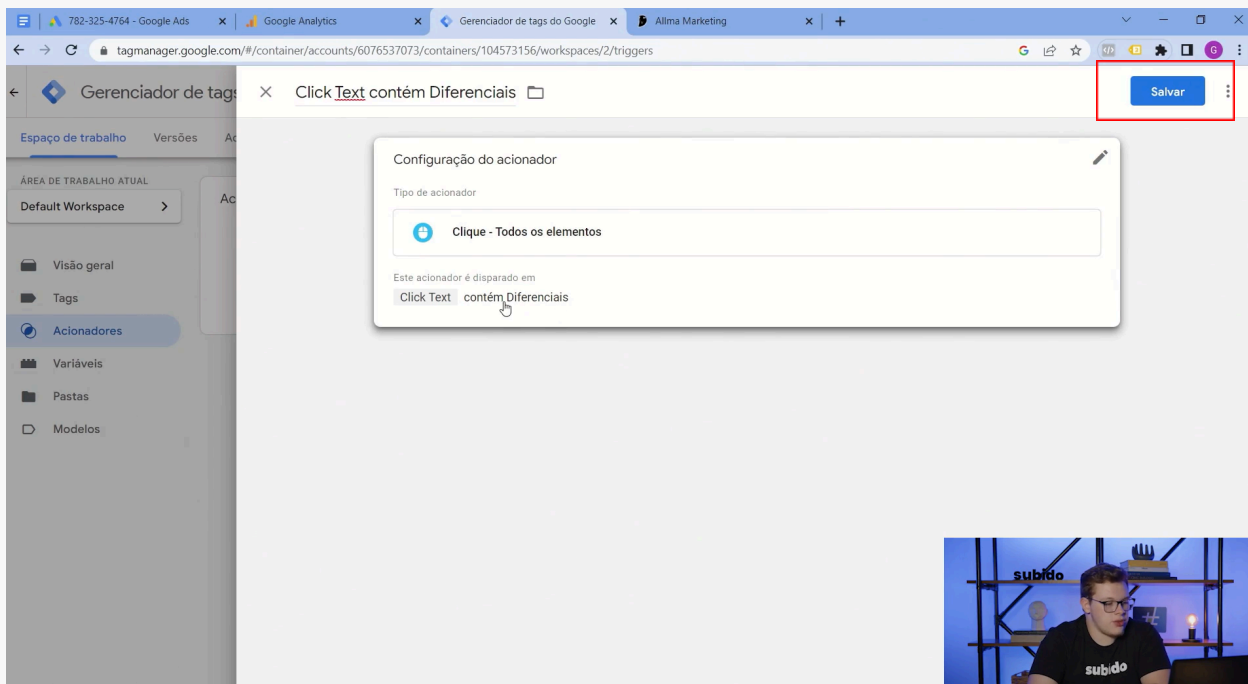 782-325-4764 - Google Ads
Google Analytics
Gerenciador de tags do Google
Allma Marketing
tagmanager.google.com/#/container/accounts/6076537073/containers/104573156/workspaces/2/triggers
G
Gerenciador de tags
Click Text contém Diferenciais
Salvar
Espaço de trabalho
Versões
Ad
Configuração do acionador
ÁREA DE TRABALHO ATUAL
Default Workspace
Ac
Tipo de acionador
Clique - Todos os elementos
Este acionador é disparado em
Click Text contém Diferenciais
Visão geral
Tags
Acionadores
Variáveis
Pastas
Modelos
subido
#
subido